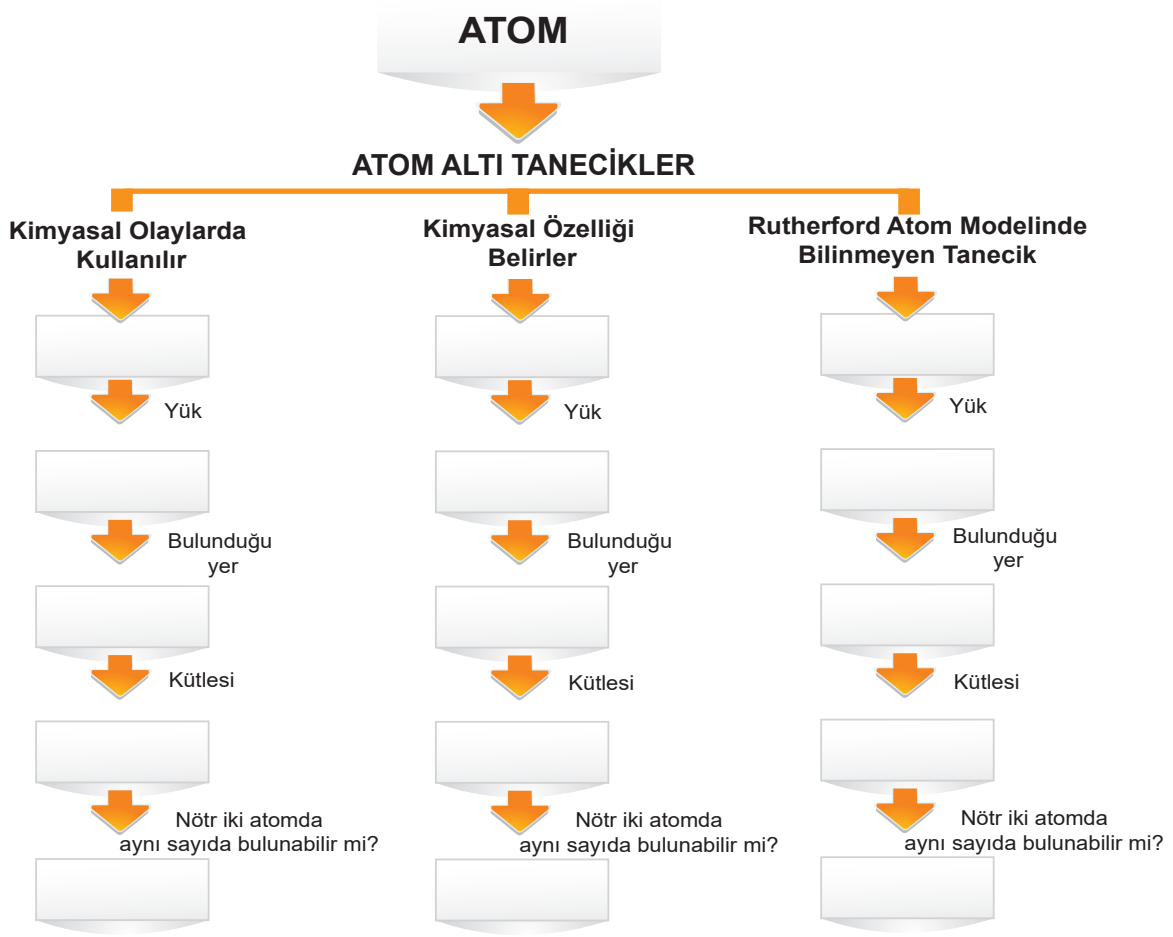 ATOM
ATOM ALTI TANECİKLER
Kimyasal Olaylarda
Kullanılır
Kimyasal Özelliği
Belirler
Rutherford Atom Modelinde
Bilinmeyen Tanecik
Yük
Yük
Yük
Bulunduğu
yer
Bulunduğu
yer
Bulunduğu
yer
Kütlesi
Kütlesi
Kütlesi
Nötr iki atomda
aynı sayıda bulunabilir mi?
Nötr iki atomda
aynı sayıda bulunabilir mi?
Nötr iki atomda
aynı sayıda bulunabilir mi?